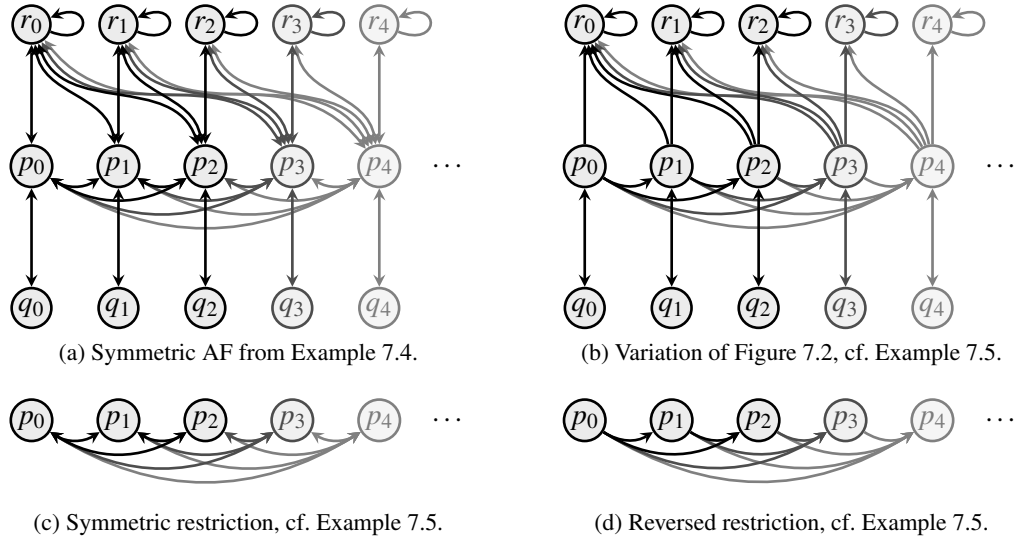 r0 r1 r2 r3 r4
p0 p1 p2 p3 p4 ···
q0 q1 q2 q3 q4
(a) Symmetric AF from Example 7.4.
r0 r1 r2 r3 r4
p0 p1 p2 p3 p4 ···
q0 q1 q2 q3 q4
(b) Variation of Figure 7.2, cf. Example 7.5.
p0 p1 p2 p3 p4 ···
(c) Symmetric restriction, cf. Example 7.5.
p0 p1 p2 p3 p4 ···
(d) Reversed restriction, cf. Example 7.5.